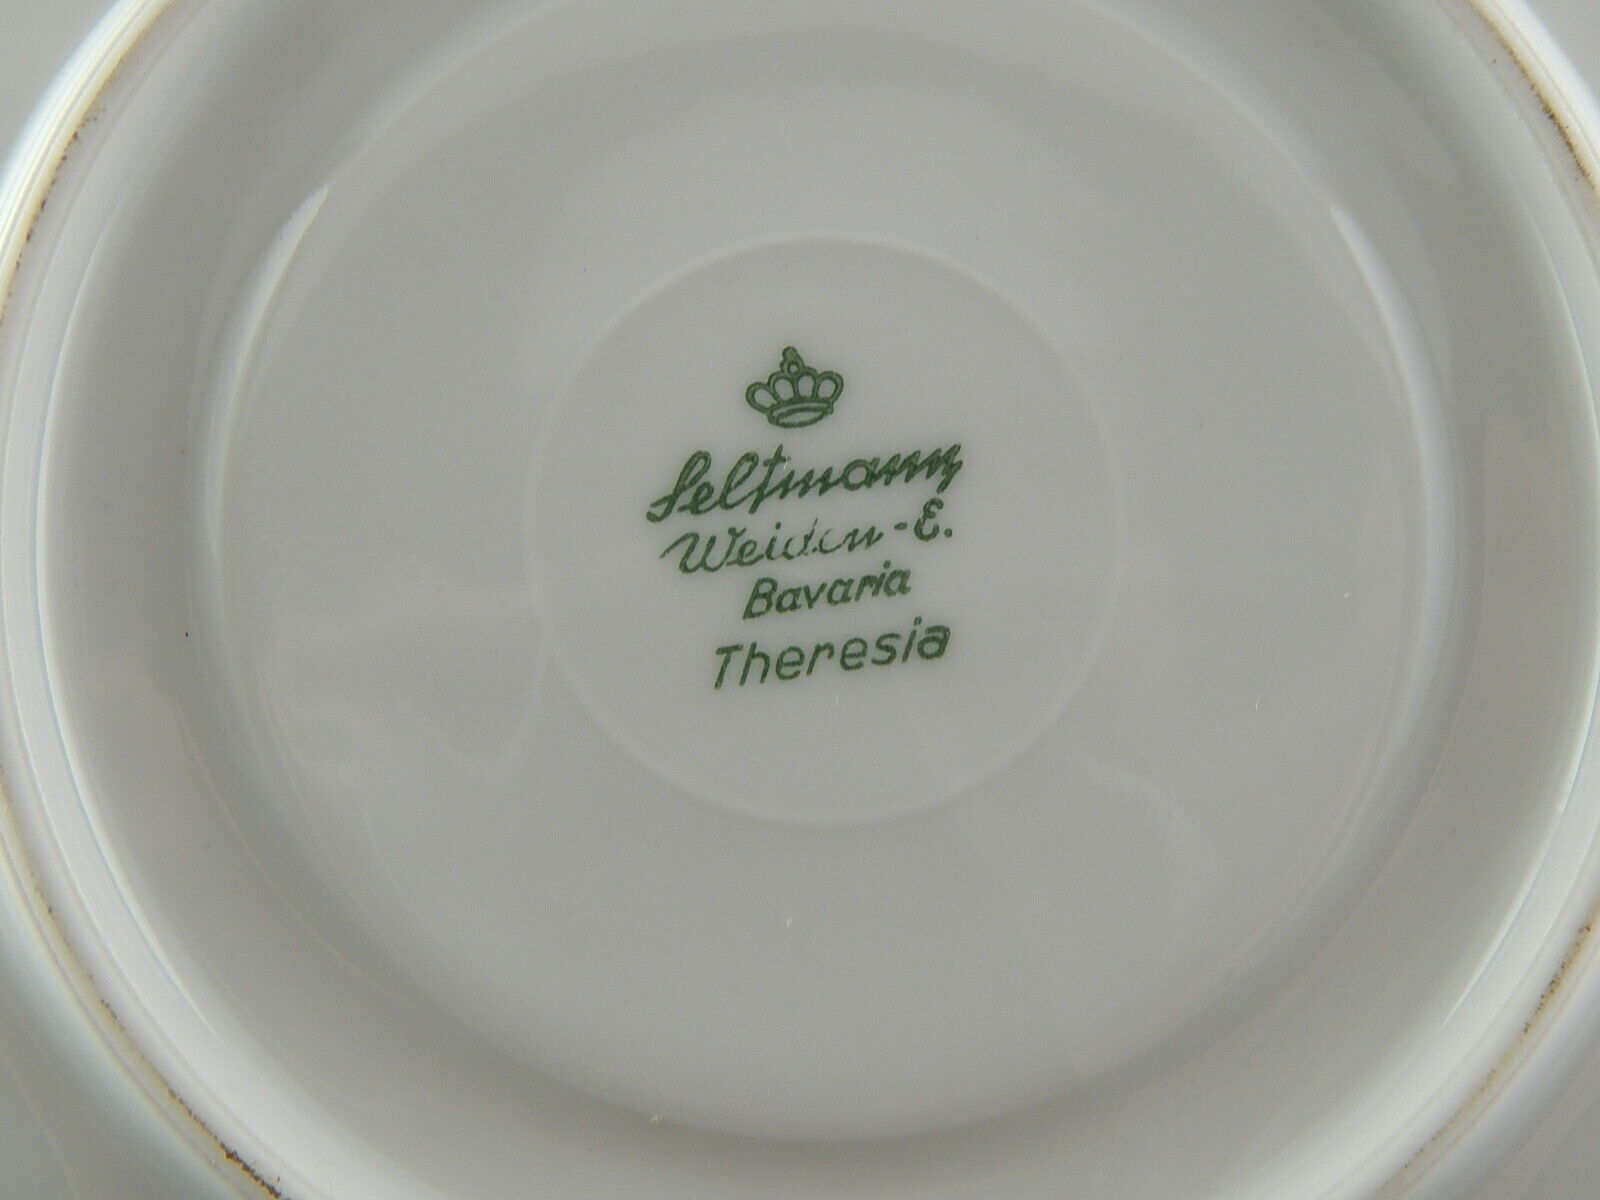 Seltmann
Weiden-E.
Bavaria
Theresia